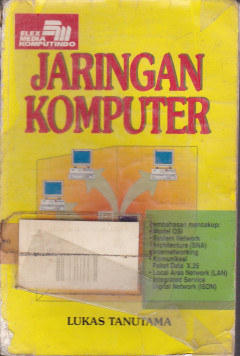 ELEX
MEDIA
KOMPUTINDO
JARINGAN
KOMPUTER
Pembahasan mencakup:
• Model OSI
• System Network
Architecture (SNA)
• Internetworking
• Komunikasi
Paket Data X.25
• Local Area Network (LAN)
• Integrated Service
Digital Network (ISDN)
LUKAS TANUTAMA